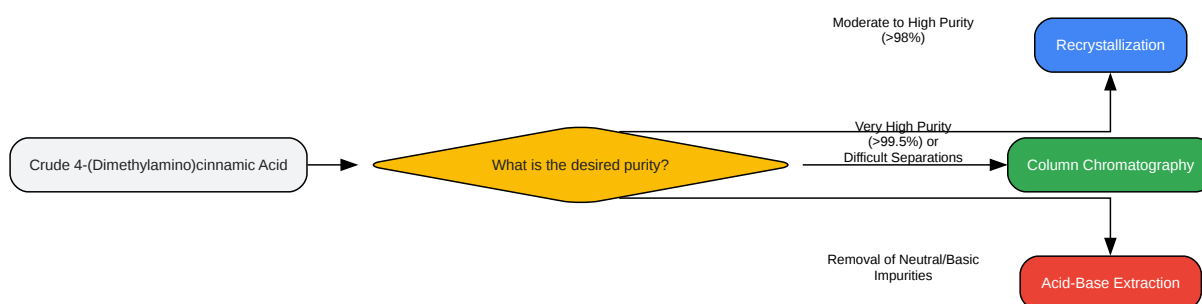 Crude 4-(Dimethylamino)cinnamic Acid
What is the desired purity?
Moderate to High Purity
(>98%)
Recrystallization
Very High Purity
(>99.5%) or
Difficult Separations
Column Chromatography
Removal of Neutral/Basic
Impurities
Acid-Base Extraction